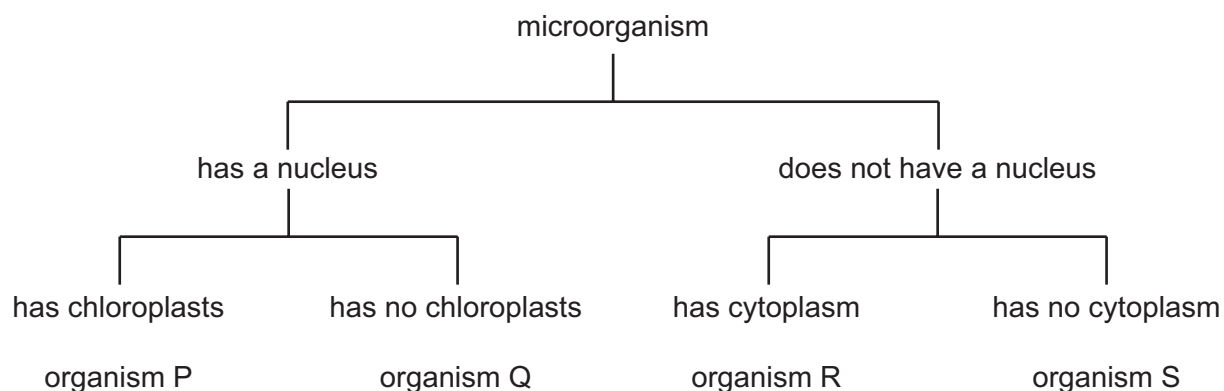 microorganism
has a nucleus does not have a nucleus
has chloroplasts has no chloroplasts has cytoplasm has no cytoplasm
organism P organism Q organism R organism S